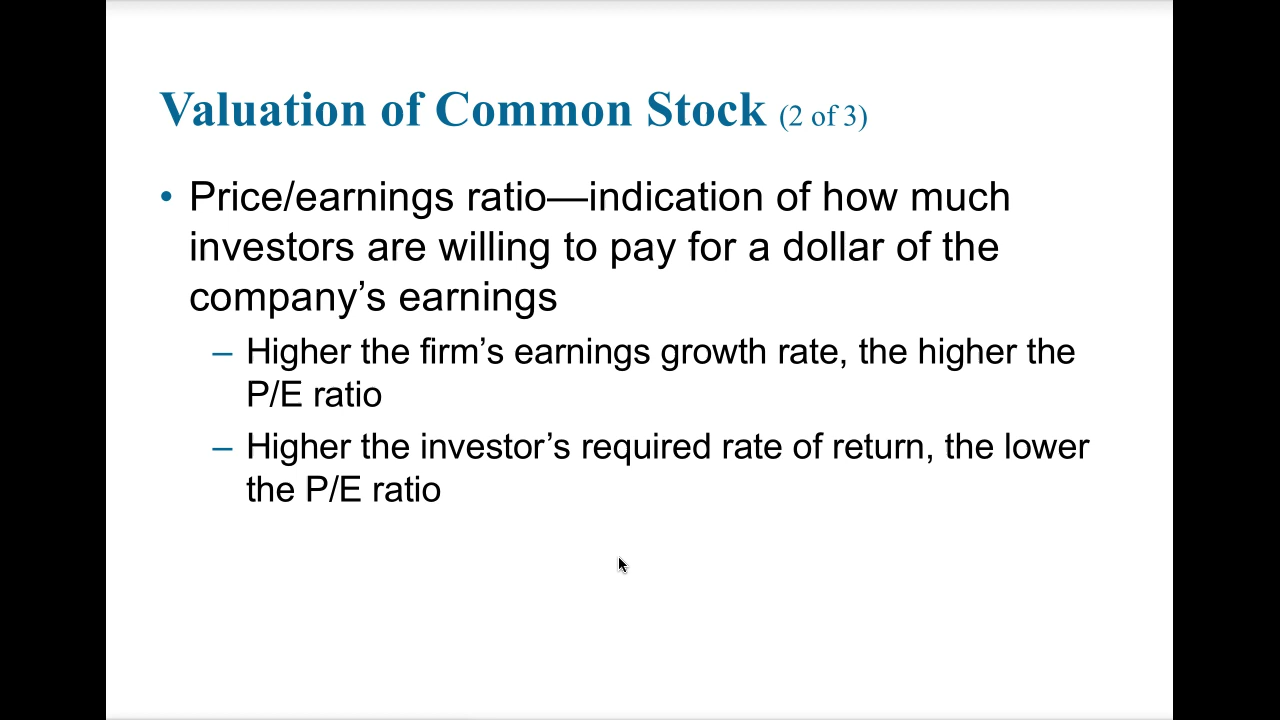 Valuation of Common Stock (2 of 3)
• Price/earnings ratio—indication of how much
investors are willing to pay for a dollar of the
company’s earnings
– Higher the firm’s earnings growth rate, the higher the
P/E ratio
– Higher the investor’s required rate of return, the lower
the P/E ratio